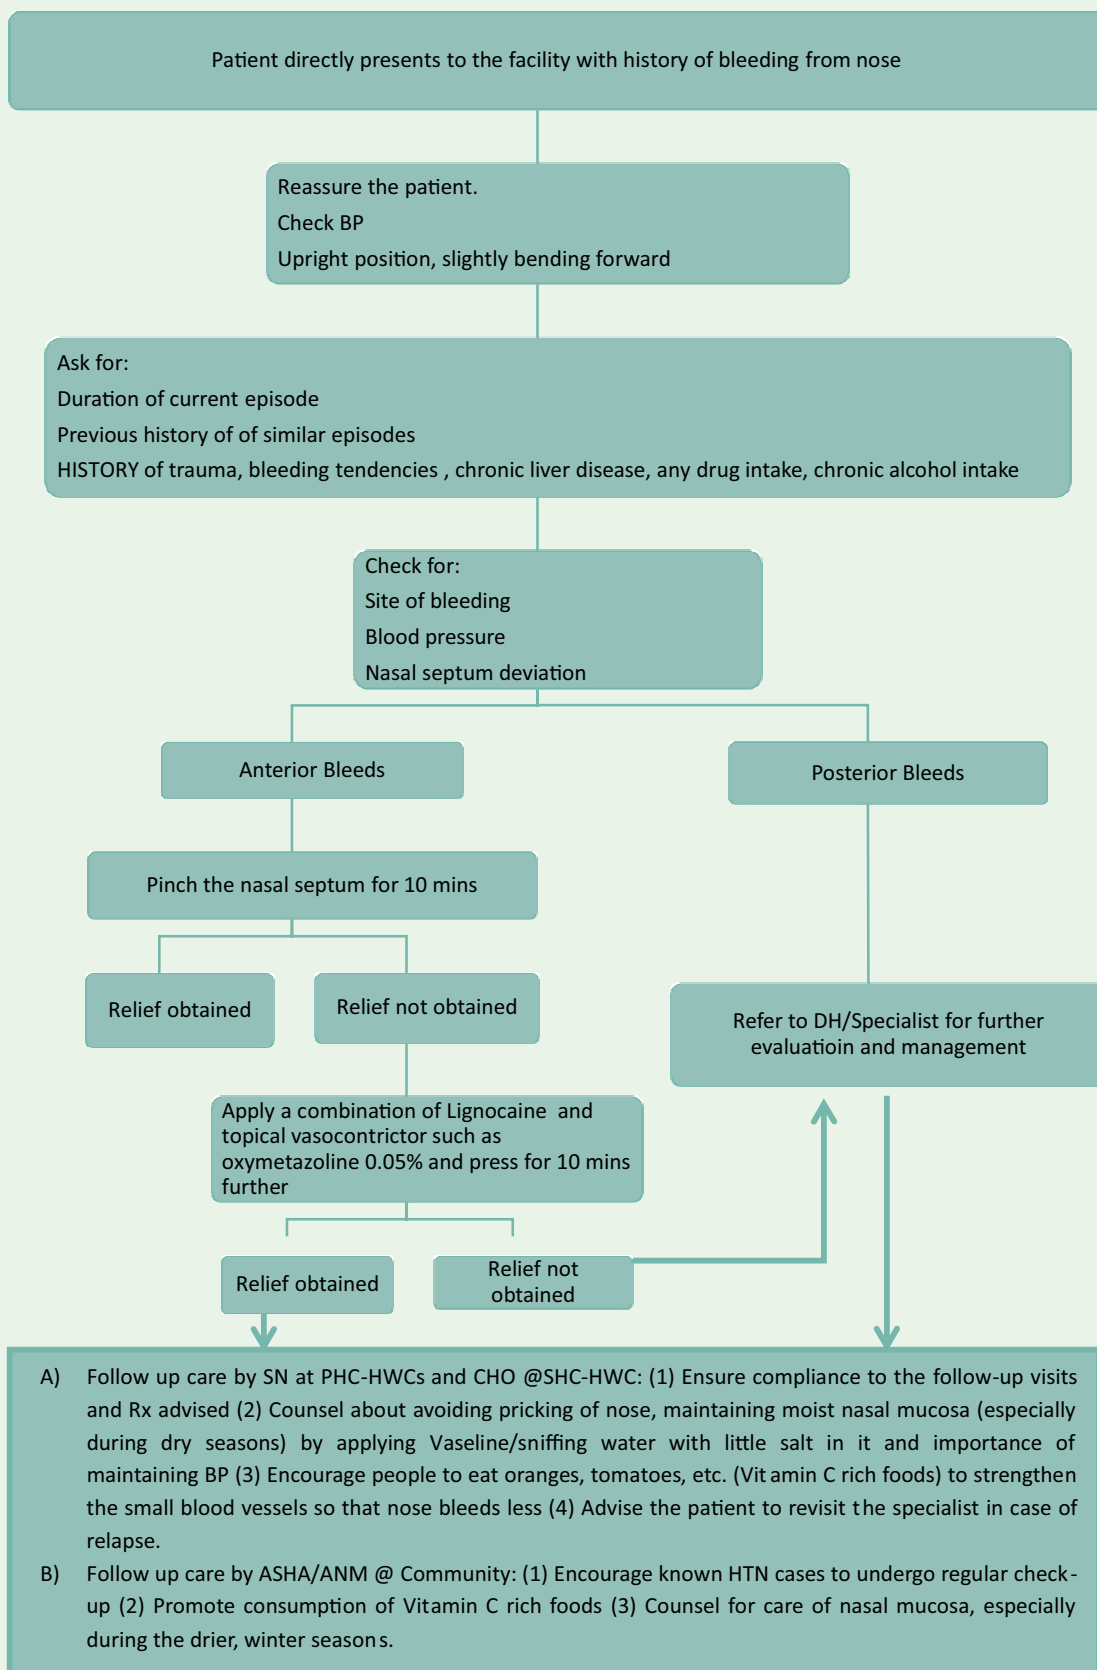 Patient directly presents to the facility with history of bleeding from nose
Reassure the patient.
Check BP
Upright position, slightly bending forward
Ask for:
Duration of current episode
Previous history of of similar episodes
HISTORY of trauma, bleeding tendencies , chronic liver disease, any drug intake, chronic alcohol intake
Check for:
Site of bleeding
Blood pressure
Nasal septum deviation
Anterior Bleeds
Posterior Bleeds
Pinch the nasal septum for 10 mins
Relief obtained
Relief not obtained
Refer to DH/Specialist for further
evaluatioin and management
Apply a combination of Lignocaine and
topical vasocontrictor such as
oxymetazoline 0.05% and press for 10 mins
further
Relief obtained
Relief not
obtained
A) Follow up care by SN at PHC-HWCs and CHO @SHC-HWC: (1) Ensure compliance to the follow-up visits
and Rx advised (2) Counsel about avoiding pricking of nose, maintaining moist nasal mucosa (especially
during dry seasons) by applying Vaseline/sniffing water with little salt in it and importance of
maintaining BP (3) Encourage people to eat oranges, tomatoes, etc. (Vitamin C rich foods) to strengthen
the small blood vessels so that nose bleeds less (4) Advise the patient to revisit the specialist in case of
relapse.
B) Follow up care by ASHA/ANM @ Community: (1) Encourage known HTN cases to undergo regular check-
up (2) Promote consumption of Vitamin C rich foods (3) Counsel for care of nasal mucosa, especially
during the drier, winter seasons.